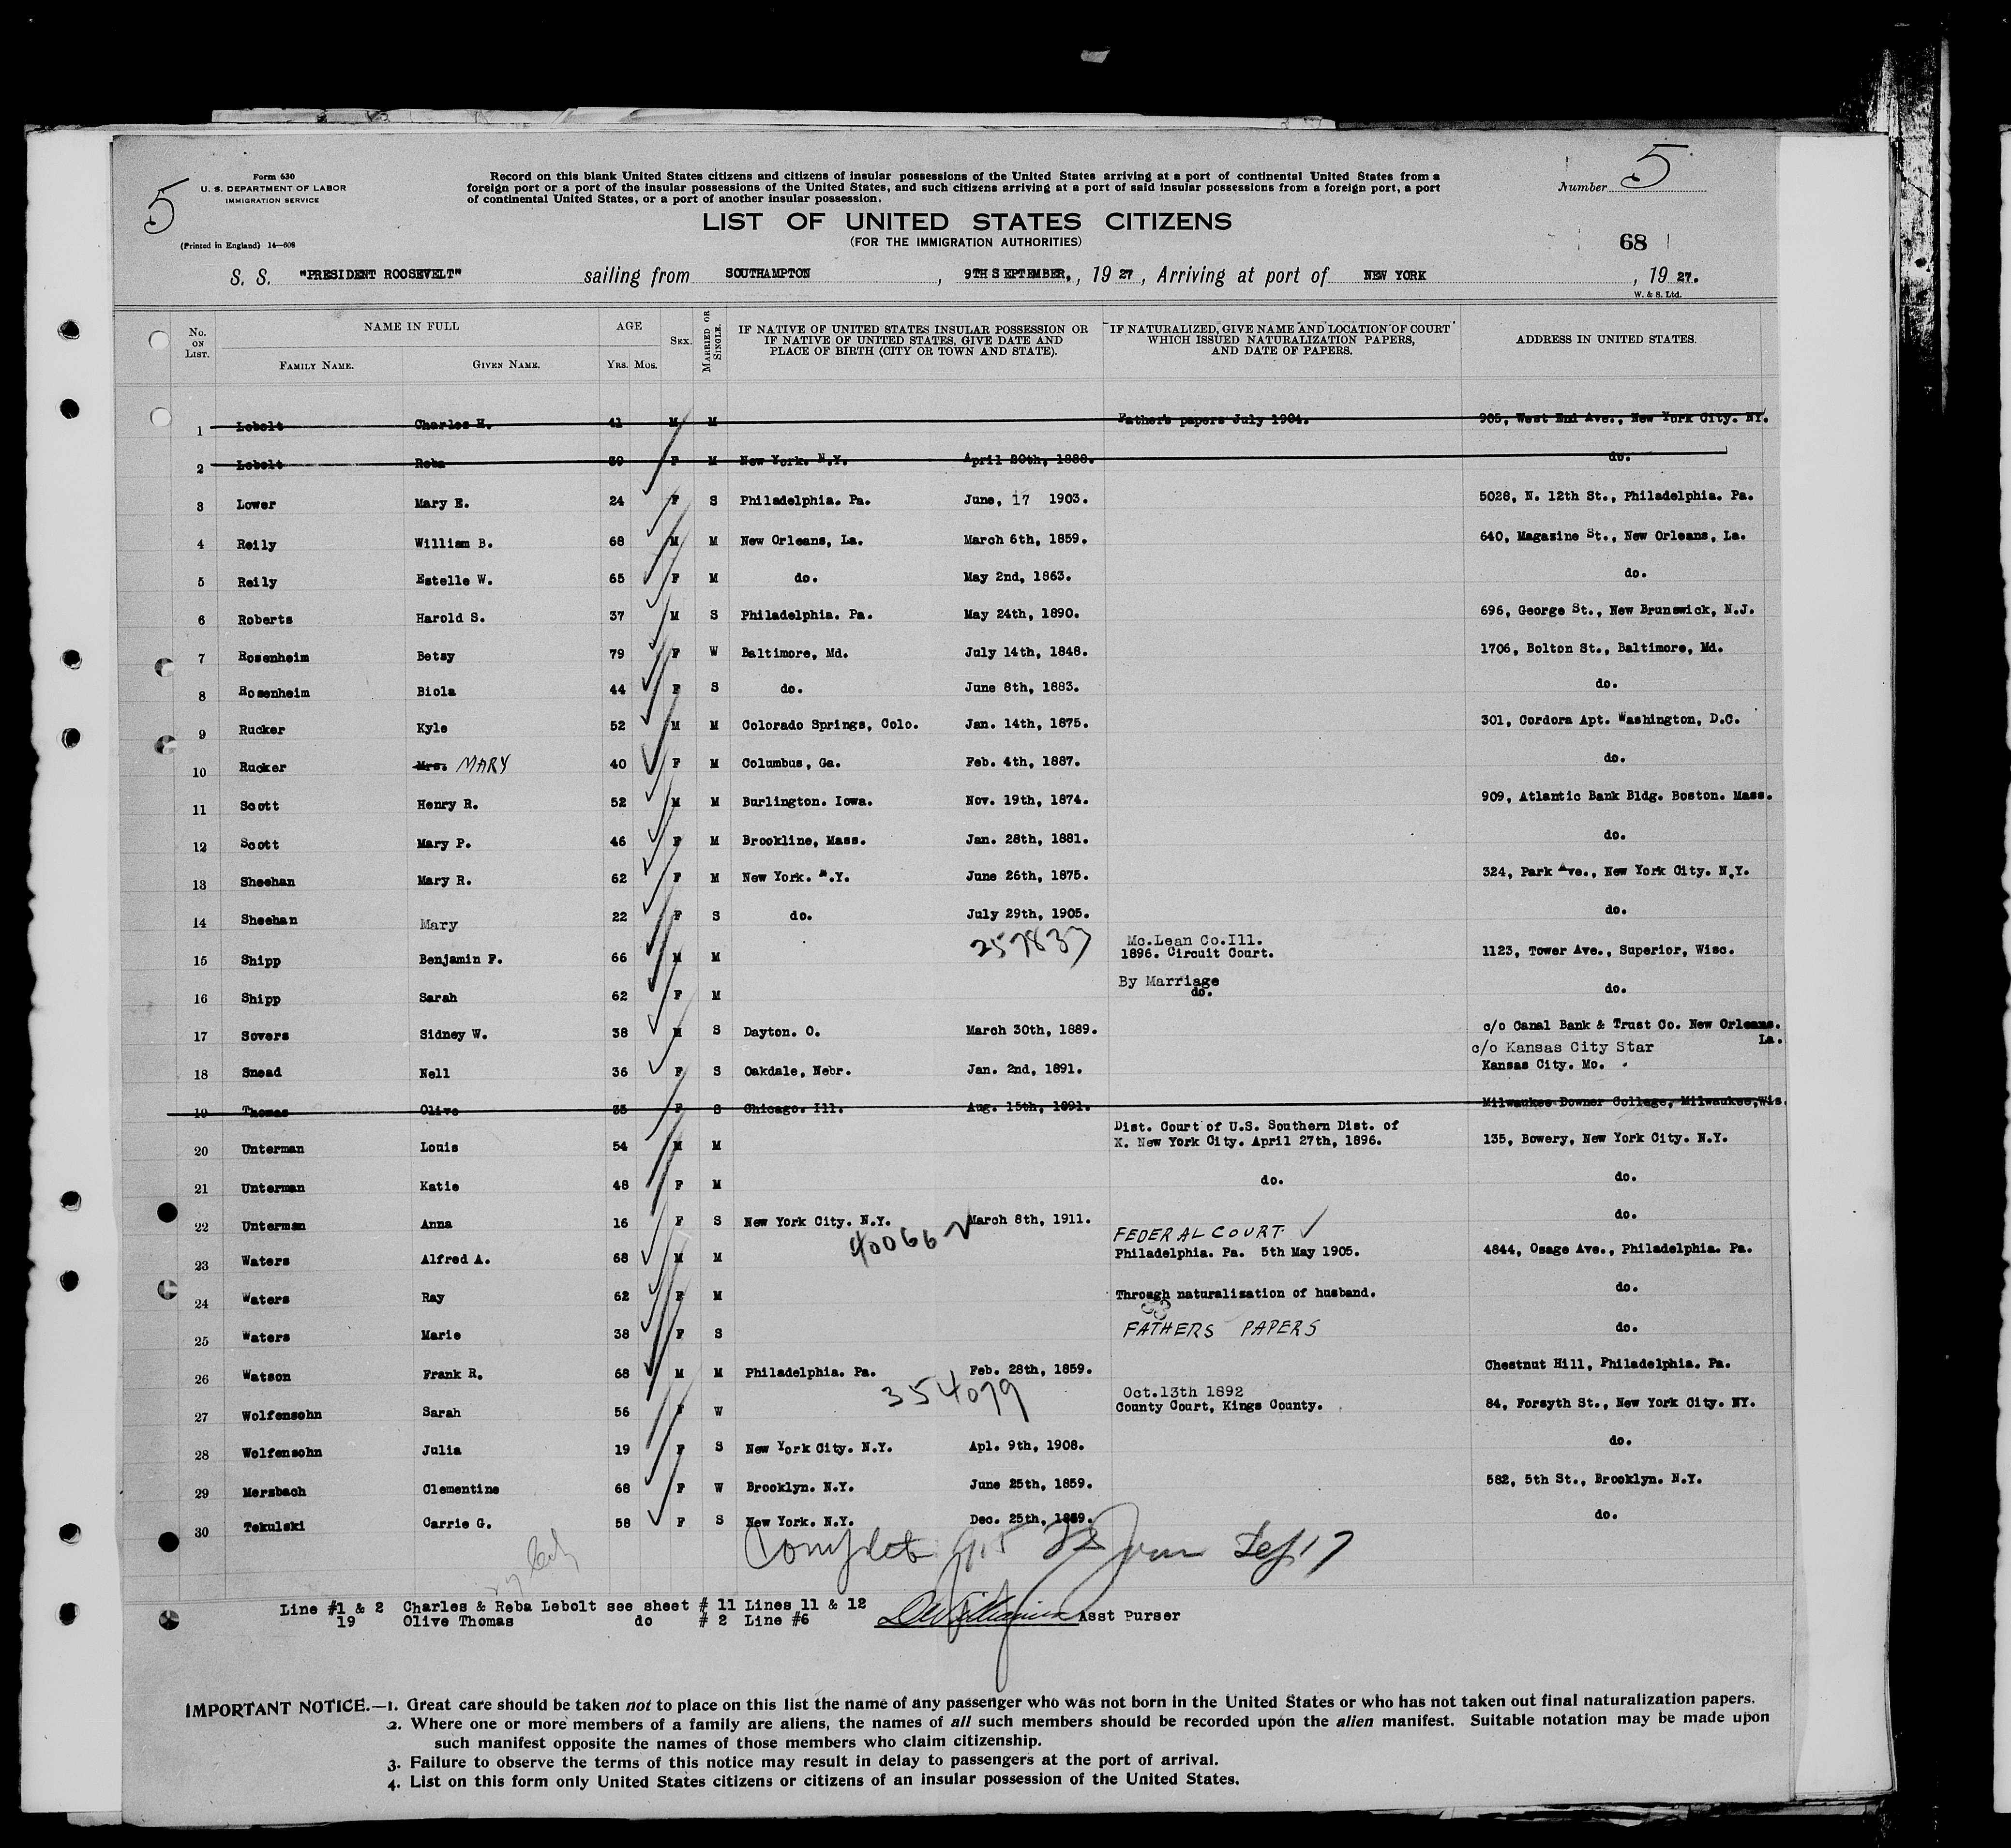 Form 630
U. S. DEPARTMENT OF LABOR
IMMIGRATION SERVICE
5
(Printed in England) 14—608
Record on this blank United States citizens and citizens of insular possessions of the United States arriving at a port of continental United States from a
foreign port or a port of the insular possessions of the United States, and such citizens arriving at a port of said insular possessions from a foreign port, a port
of continental United States, or a port of another insular possession.
Number 5
LIST OF UNITED STATES CITIZENS
(FOR THE IMMIGRATION AUTHORITIES)
68
S. S. "PRESIDENT ROOSEVELT" sailing from SOUTHAMPTON, 9TH SEPTEMBER., 19 27, Arriving at port of NEW YORK, 19 27.
W. & S. Ltd.
No. ON LIST. NAME IN FULL AGE SEX. MARRIED OR SINGLE. IF NATIVE OF UNITED STATES INSULAR POSSESSION OR IF NATIVE OF UNITED STATES, GIVE DATE AND PLACE OF BIRTH (CITY OR TOWN AND STATE). IF NATURALIZED, GIVE NAME AND LOCATION OF COURT WHICH ISSUED NATURALIZATION PAPERS, AND DATE OF PAPERS. ADDRESS IN UNITED STATES.
FAMILY NAME. GIVEN NAME. YRS. MOS.
1 Lebolt Charles H. 41 M M Father's papers July 1904. 905, West End Ave., New York City. NY.
2 Lebolt Reba 39 F M New York. N.Y. April 20th, 1888. do.
3 Lower Mary E. 24 F S Philadelphia. Pa. June, 17 1903. 5028, N. 12th St., Philadelphia. Pa.
4 Reily William B. 68 M M New Orleans, La. March 6th, 1859. 640, Magazine St., New Orleans, La.
5 Reily Estelle W. 65 F M do. May 2nd, 1863. do.
6 Roberts Harold S. 37 M S Philadelphia. Pa. May 24th, 1890. 696, George St., New Brunswick, N.J.
7 Rosenheim Betsy 79 F W Baltimore, Md. July 14th, 1848. 1706, Bolton St., Baltimore, Md.
8 Rosenheim Biola 44 F S do. June 8th, 1883. do.
9 Rucker Kyle 52 M M Colorado Springs, Colo. Jan. 14th, 1875. 301, Cordora Apt. Washington, D.C.
10 Rucker Mrs. MARY 40 F M Columbus, Ga. Feb. 4th, 1887. do.
11 Scott Henry R. 52 M M Burlington. Iowa. Nov. 19th, 1874. 909, Atlantic Bank Bldg. Boston. Mass.
12 Scott Mary P. 46 F M Brookline, Mass. Jan. 28th, 1881. do.
13 Sheehan Mary R. 62 F M New York. N.Y. June 26th, 1875. 324, Park Ave., New York City. N.Y.
14 Sheehan Mary 22 F S do. July 29th, 1905. do.
257837 Mc.Lean Co.Ill.
15 Shipp Benjamin F. 66 M M 1896. Circuit Court. 1123, Tower Ave., Superior, Wisc.
By Marriage
16 Shipp Sarah 62 F M do. do.
17 Sovers Sidney W. 38 M S Dayton. O. March 30th, 1889. c/o Canal Bank & Trust Co. New Orleans. La.
c/o Kansas City Star
18 Snead Nell 36 F S Oakdale, Nebr. Jan. 2nd, 1891. Kansas City. Mo.
19 Thomas Olive 35 F S Chicago. Ill. Aug. 15th, 1891. Milwaukee Downer College, Milwaukee,Wis.
Dist. Court of U.S. Southern Dist. of
20 Unterman Louis 54 M M X. New York City. April 27th, 1896. 135, Bowery, New York City. N.Y.
21 Unterman Katie 48 F M do. do.
22 Unterman Anna 16 F S New York City. N.Y. March 8th, 1911. do.
40066 FEDERAL COURT. ✓
23 Waters Alfred A. 68 M M Philadelphia. Pa. 5th May 1905. 4844, Osage Ave., Philadelphia. Pa.
24 Waters Ray 62 F M Through naturalization of husband. do.
25 Waters Marie 38 F S FATHERS PAPERS do.
26 Watson Frank R. 68 M M Philadelphia. Pa. Feb. 28th, 1859. Chestnut Hill, Philadelphia. Pa.
354079 Oct.13th 1892
27 Wolfensohn Sarah 56 F W County Court, Kings County. 84, Forsyth St., New York City. NY.
28 Wolfensohn Julia 19 F S New York City. N.Y. Apl. 9th, 1908. do.
29 Mersbach Clementine 68 F W Brooklyn. N.Y. June 25th, 1859. 582, 5th St., Brooklyn. N.Y.
30 Tekulski Carrie G. 58 F S New York. N.Y. Dec. 25th, 1869. do.
Complete Sep 17
Line #1 & 2 Charles & Reba Lebolt see sheet # 11 Lines 11 & 12
19 Olive Thomas do # 2 Line #6
Asst Purser
IMPORTANT NOTICE.—1. Great care should be taken not to place on this list the name of any passenger who was not born in the United States or who has not taken out final naturalization papers.
2. Where one or more members of a family are aliens, the names of all such members should be recorded upon the alien manifest. Suitable notation may be made upon
such manifest opposite the names of those members who claim citizenship.
3. Failure to observe the terms of this notice may result in delay to passengers at the port of arrival.
4. List on this form only United States citizens or citizens of an insular possession of the United States.